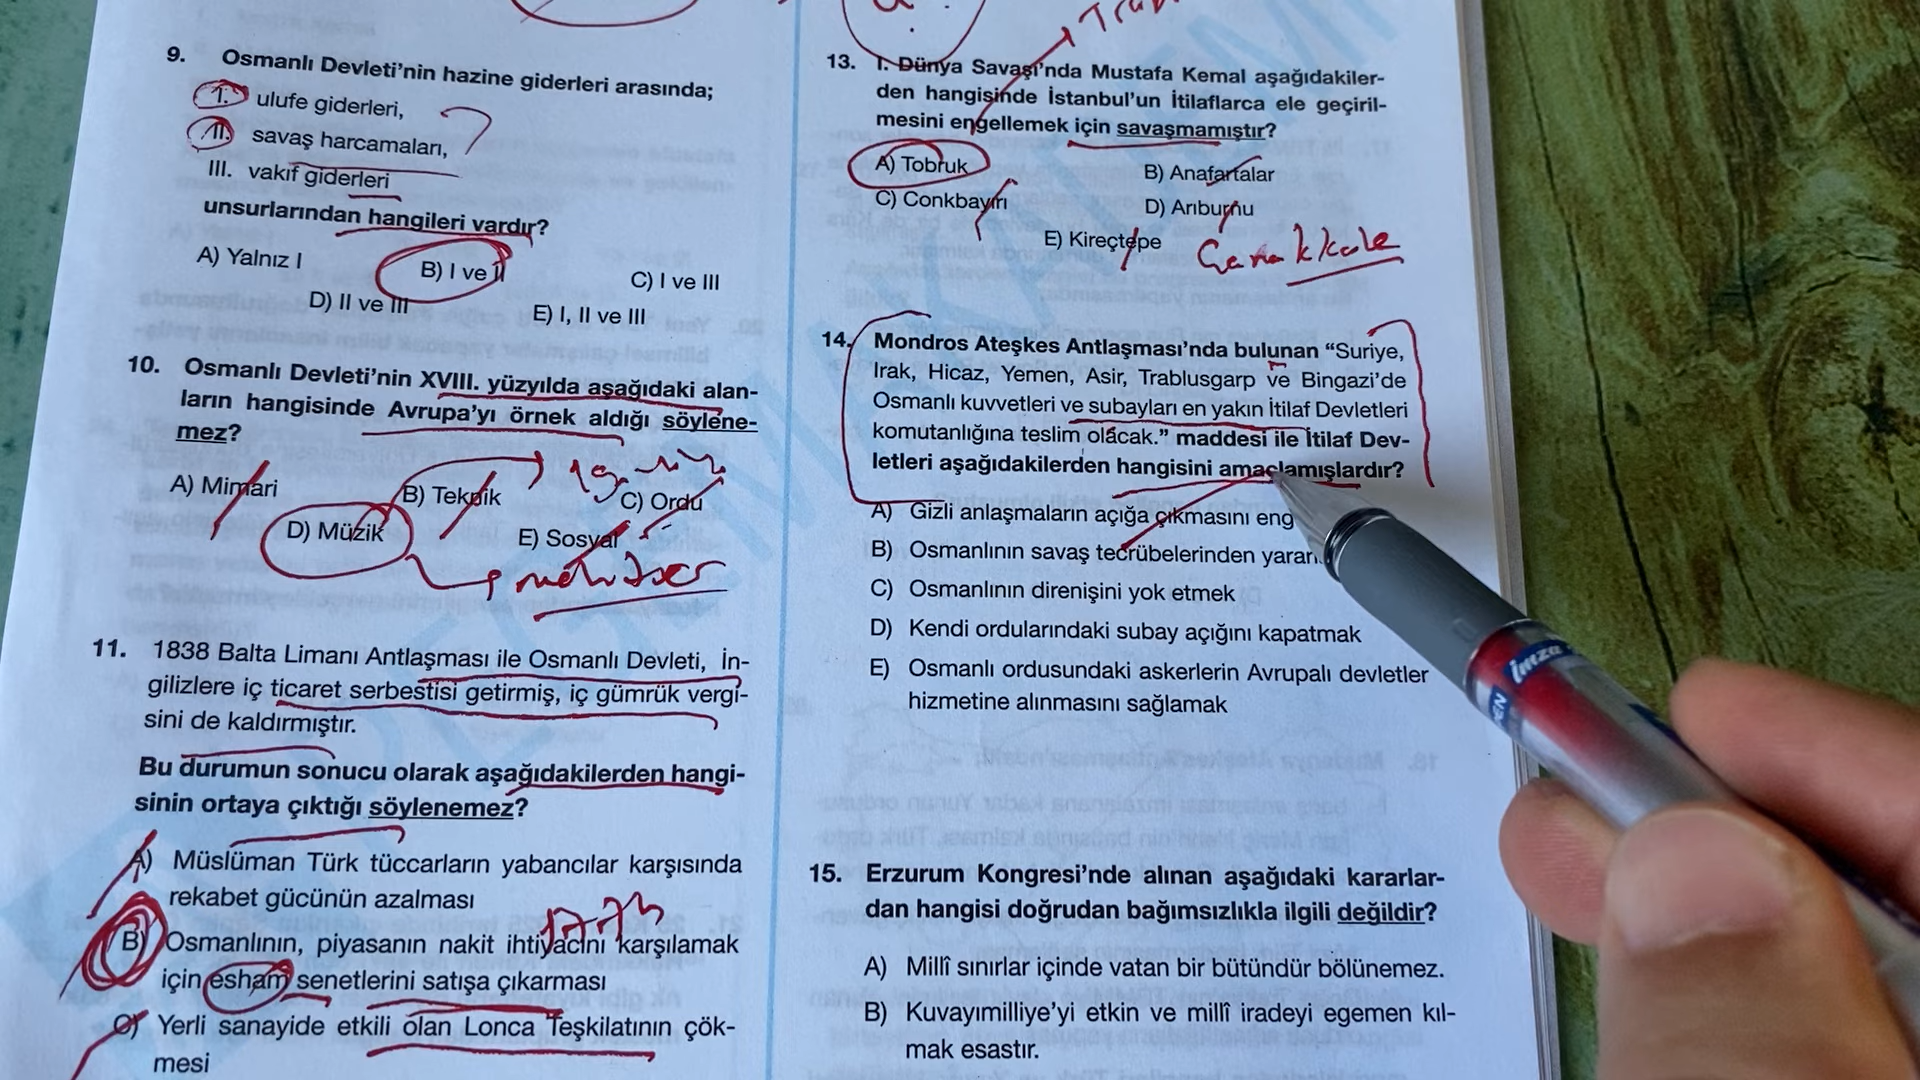 9. Osmanlı Devleti'nin hazine giderleri arasında;
I. ulufe giderleri,
II. savaş harcamaları,
III. vakıf giderleri
unsurlarından hangileri vardır?
A) Yalnız I
B) I ve II
C) I ve III
D) II ve III
E) I, II ve III
10. Osmanlı Devleti'nin XVIII. yüzyılda aşağıdaki alan-
ların hangisinde Avrupa'yı örnek aldığı söylene-
mez?
A) Mimari
B) Teknik
C) Ordu
D) Müzik
E) Sosyal
11. 1838 Balta Limanı Antlaşması ile Osmanlı Devleti, İn-
gilizlere iç ticaret serbestisi getirmiş, iç gümrük vergi-
sini de kaldırmıştır.
Bu durumun sonucu olarak aşağıdakilerden hangi-
sinin ortaya çıktığı söylenemez?
A) Müslüman Türk tüccarların yabancılar karşısında
rekabet gücünün azalması
B) Osmanlının, piyasanın nakit ihtiyacını karşılamak
için esham senetlerini satışa çıkarması
C) Yerli sanayide etkili olan Lonca Teşkilatının çök-
mesi
13. I. Dünya Savaşı'nda Mustafa Kemal aşağıdakiler-
den hangisinde İstanbul'un İtilaflarca ele geçiril-
mesini engellemek için savaşmamıştır?
A) Tobruk
B) Anafartalar
C) Conkbayırı
D) Arıburnu
E) Kireçtepe
Çanakkale
14. Mondros Ateşkes Antlaşması'nda bulunan “Suriye,
Irak, Hicaz, Yemen, Asir, Trablusgarp ve Bingazi'de
Osmanlı kuvvetleri ve subayları en yakın İtilaf Devletleri
komutanlığına teslim olacak.” maddesi ile İtilaf Dev-
letleri aşağıdakilerden hangisini amaçlamışlardır?
A) Gizli anlaşmaların açığa çıkmasını eng
B) Osmanlının savaş tecrübelerinden yararl
C) Osmanlının direnişini yok etmek
D) Kendi ordularındaki subay açığını kapatmak
E) Osmanlı ordusundaki askerlerin Avrupalı devletler
hizmetine alınmasını sağlamak
15. Erzurum Kongresi'nde alınan aşağıdaki kararlar-
dan hangisi doğrudan bağımsızlıkla ilgili değildir?
A) Millî sınırlar içinde vatan bir bütündür bölünemez.
B) Kuvayımilliye'yi etkin ve millî iradeyi egemen kıl-
mak esastır.
imza